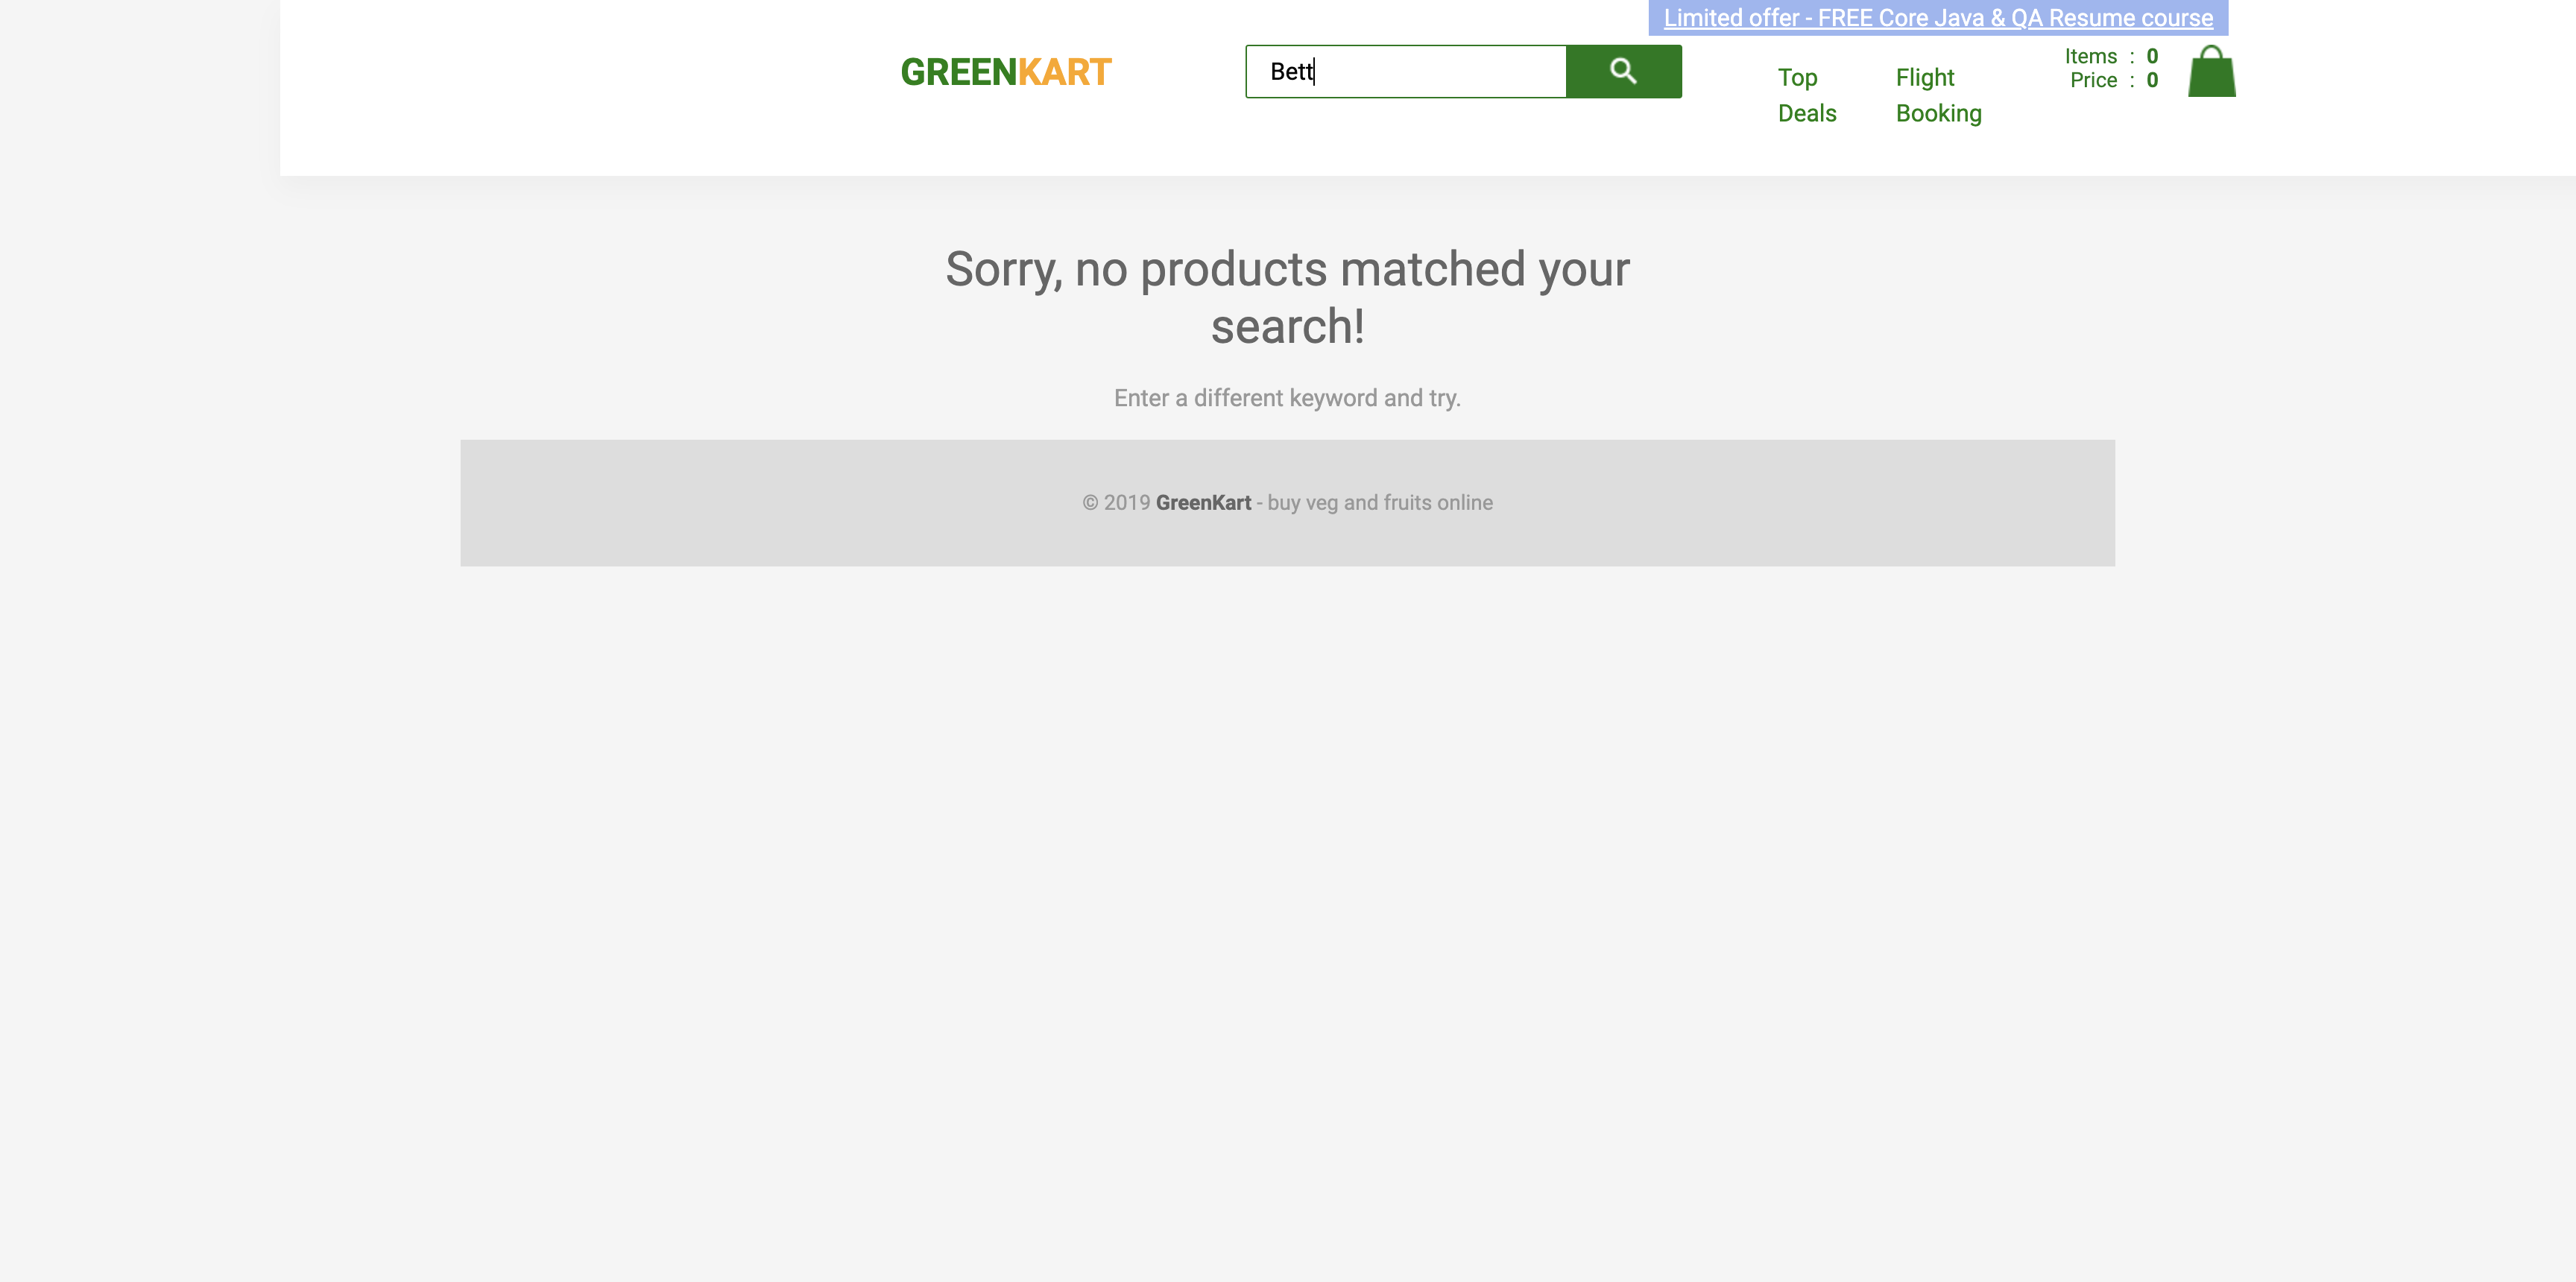 Limited offer - FREE Core Java & QA Resume course
GREENKART
Bett
Top
Deals
Flight
Booking
Items : 0
Price : 0
Sorry, no products matched your
search!
Enter a different keyword and try.
© 2019 GreenKart - buy veg and fruits online